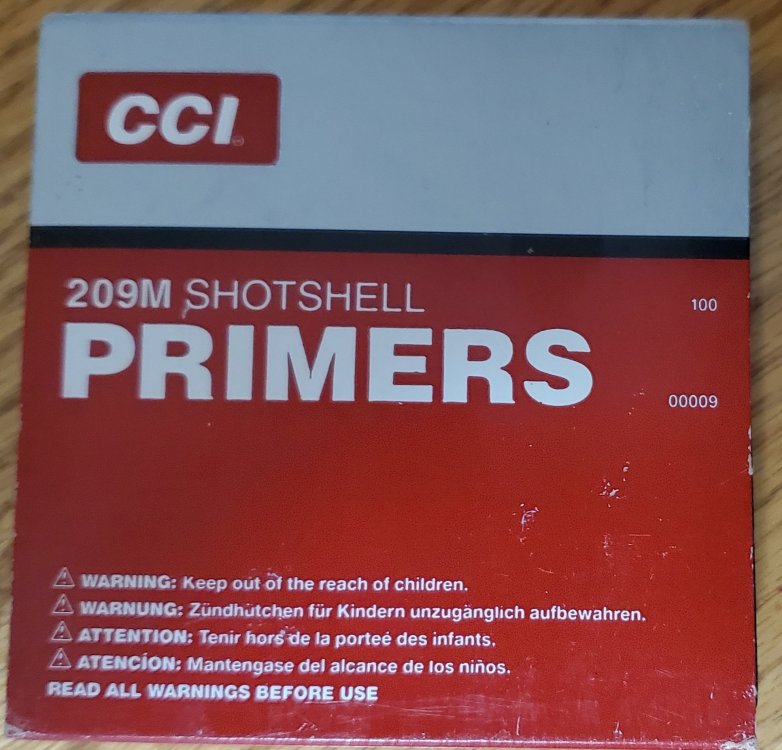 CCI
209M SHOTSHELL
100
PRIMERS
00009
⚠ WARNING: Keep out of the reach of children.
⚠ WARNUNG: Zündhütchen für Kindern unzugänglich aufbewahren.
⚠ ATTENTION: Tenir hors de la porteé des infants.
⚠ ATENCÍON: Mantengase del alcance de los niños.
READ ALL WARNINGS BEFORE USE